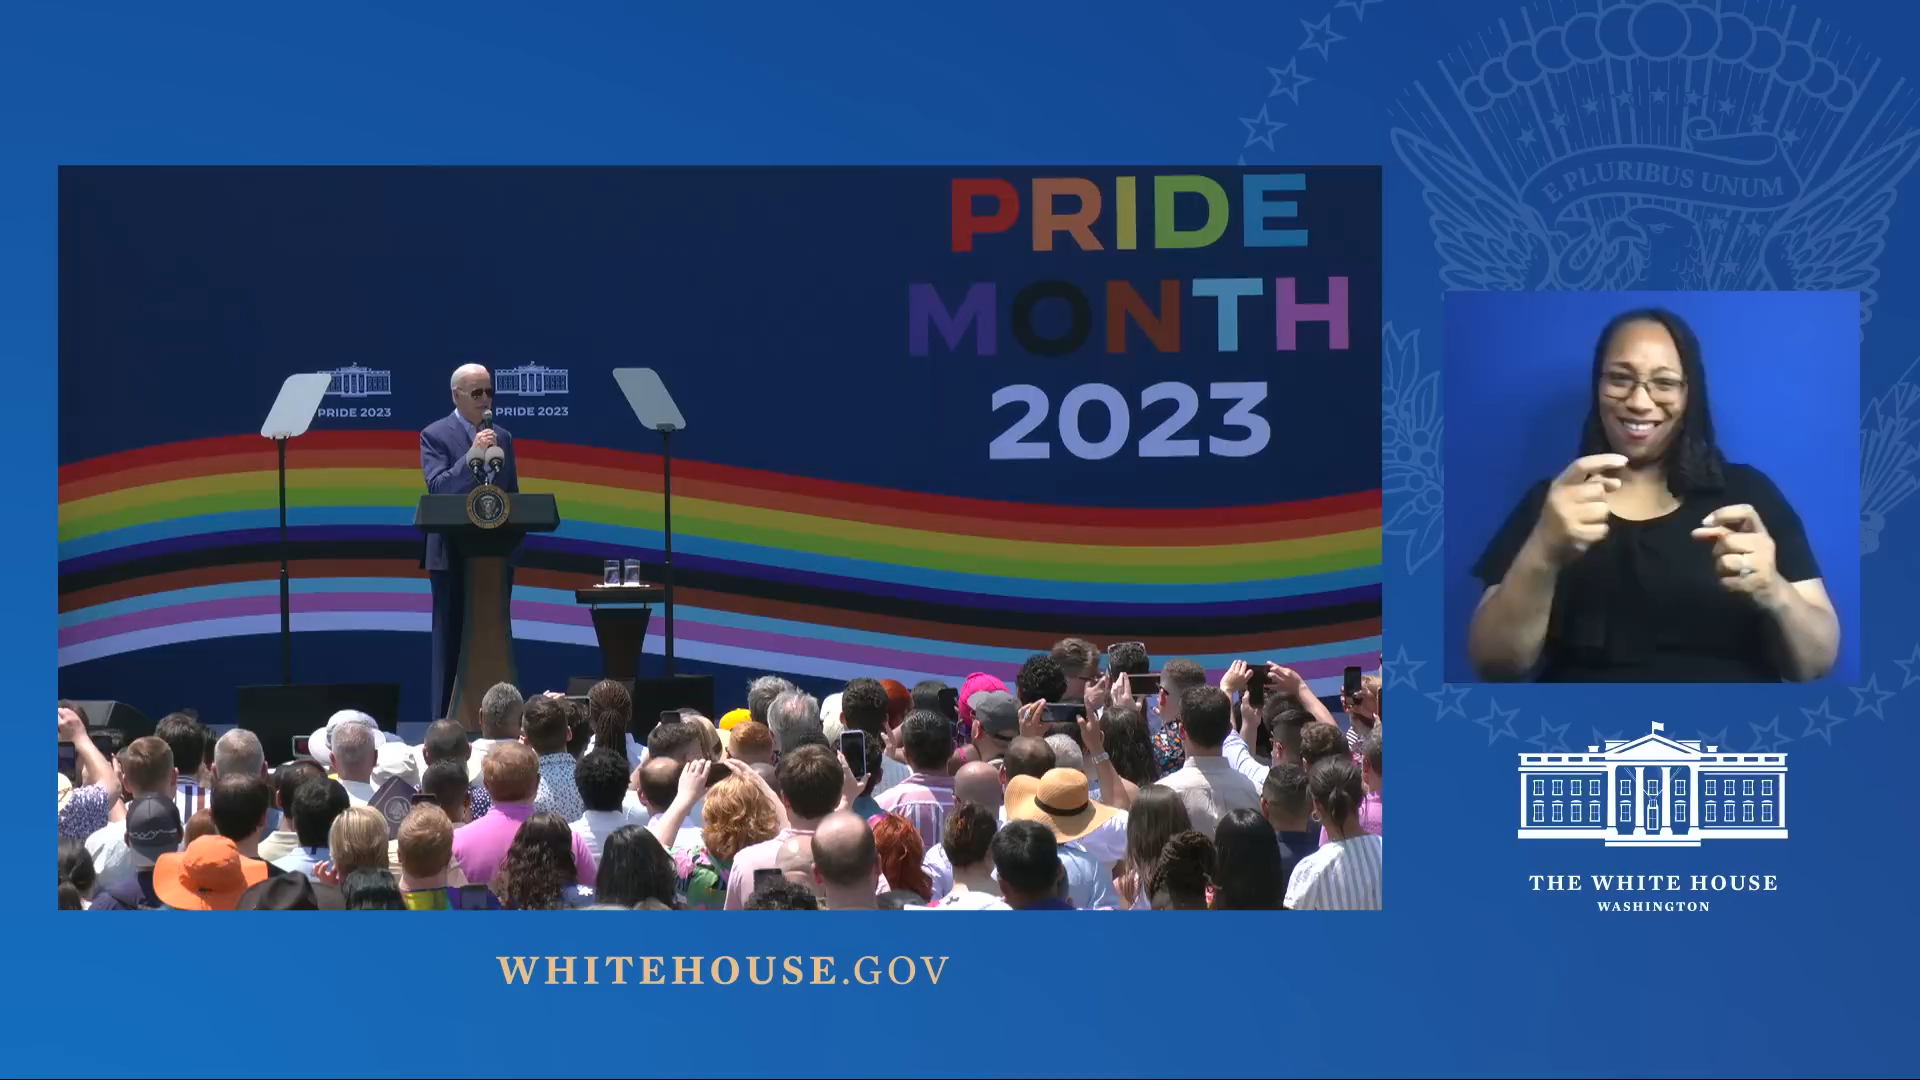 E PLURIBUS UNUM
PRIDE
MONTH
2023
PRIDE 2023
PRIDE 2023
THE WHITE HOUSE
WASHINGTON
WHITEHOUSE.GOV